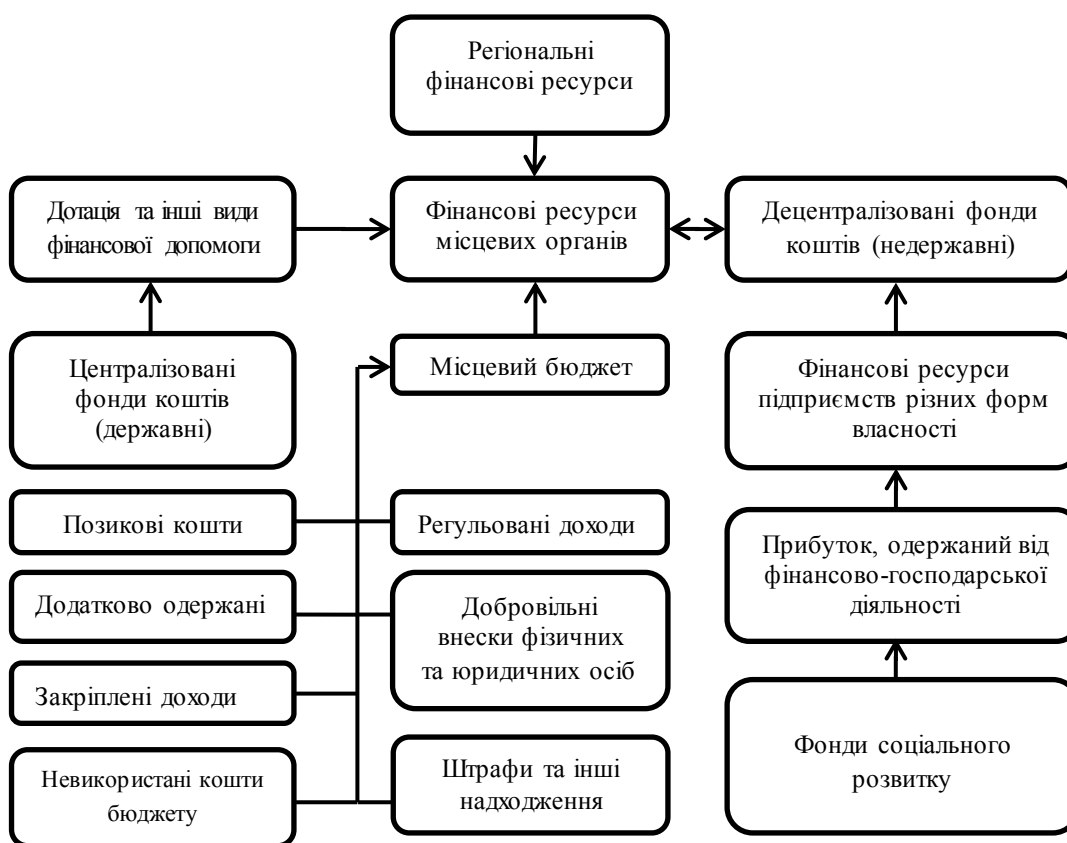 Регіональні
фінансові ресурси
Дотація та інші види
фінансової допомоги
Фінансові ресурси
місцевих органів
Децентралізовані фонди
коштів (недержавні)
Централізовані
фонди коштів
(державні)
Місцевий бюджет
Фінансові ресурси
підприємств різних форм
власності
Позикові кошти
Регульовані доходи
Прибуток, одержаний від
фінансово-господарської
діяльності
Додатково одержані
Добровільні
внески фізичних
та юридичних осіб
Закріплені доходи
Фонди соціального
розвитку
Невикористані кошти
бюджету
Штрафи та інші
надходження